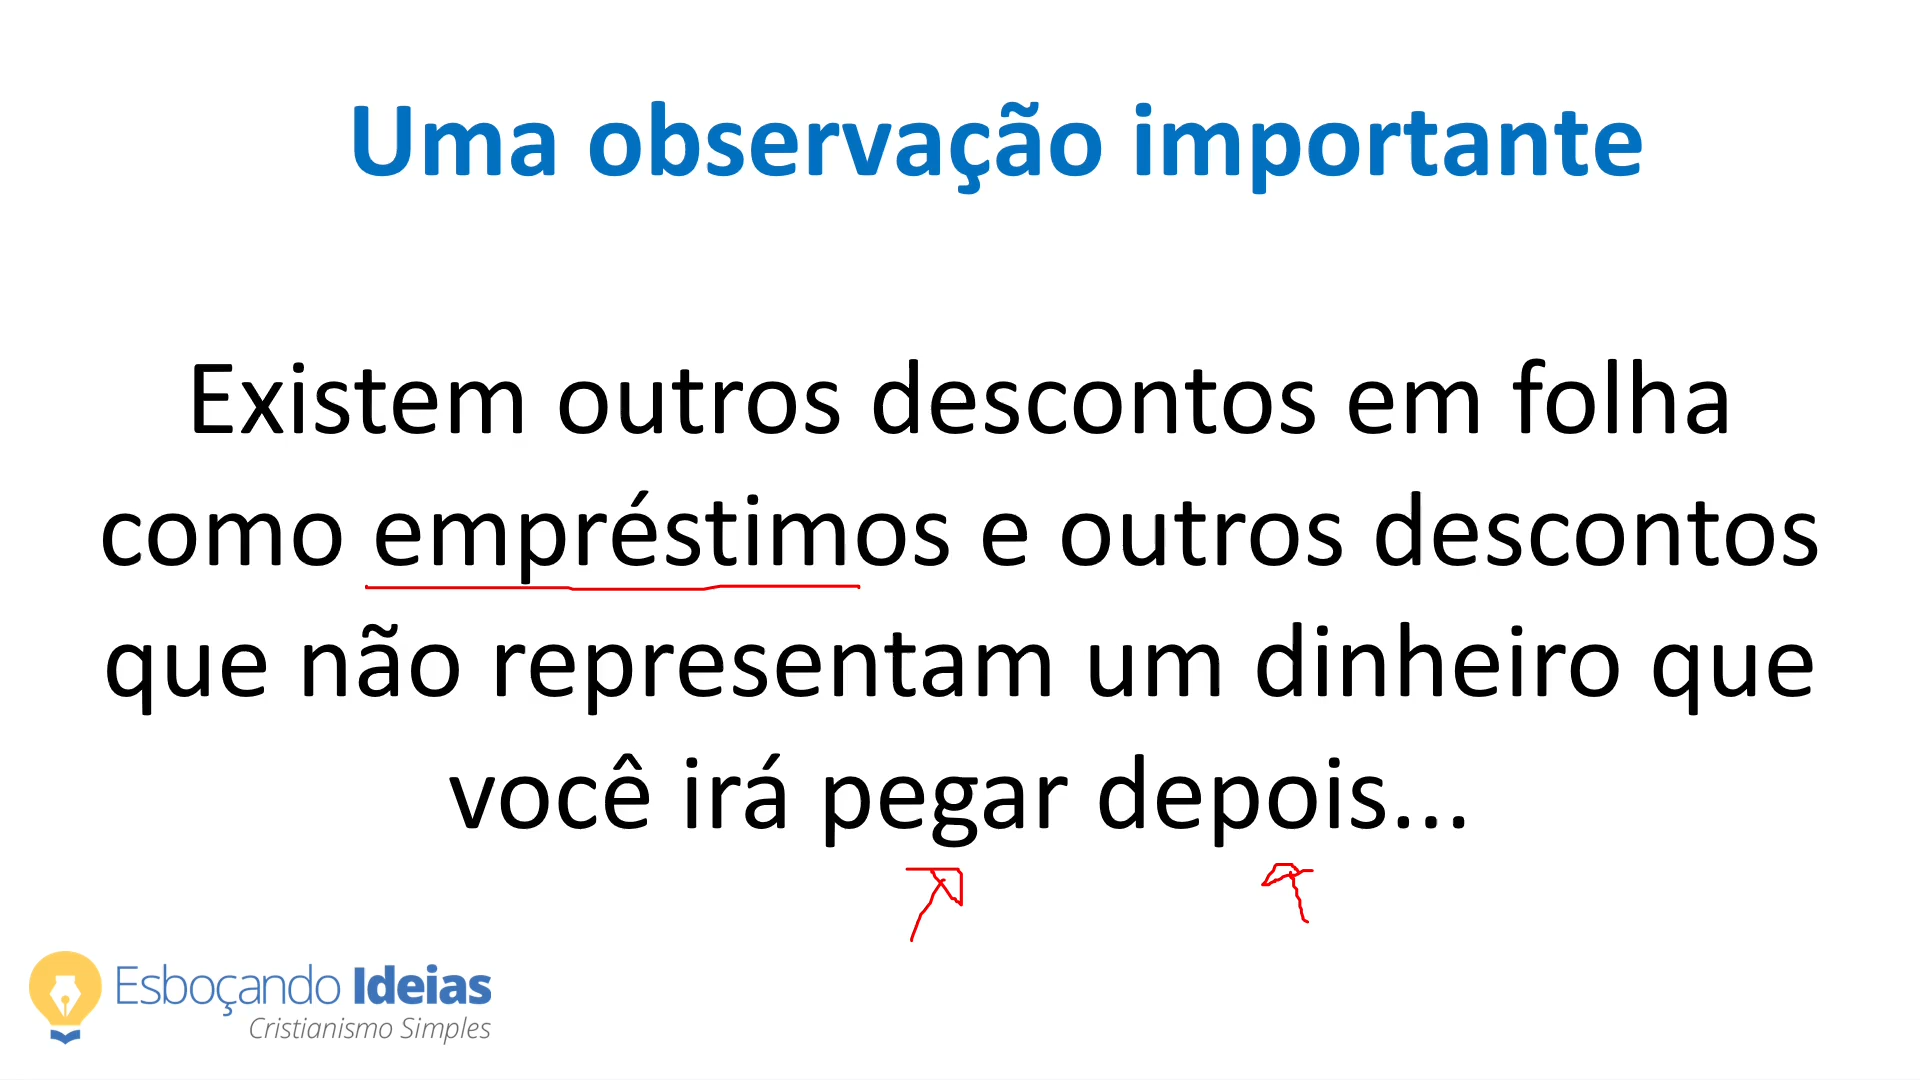 Uma observação importante
Existem outros descontos em folha
como empréstimos e outros descontos
que não representam um dinheiro que
você irá pegar depois...
Esboçando Ideias
Cristianismo Simples